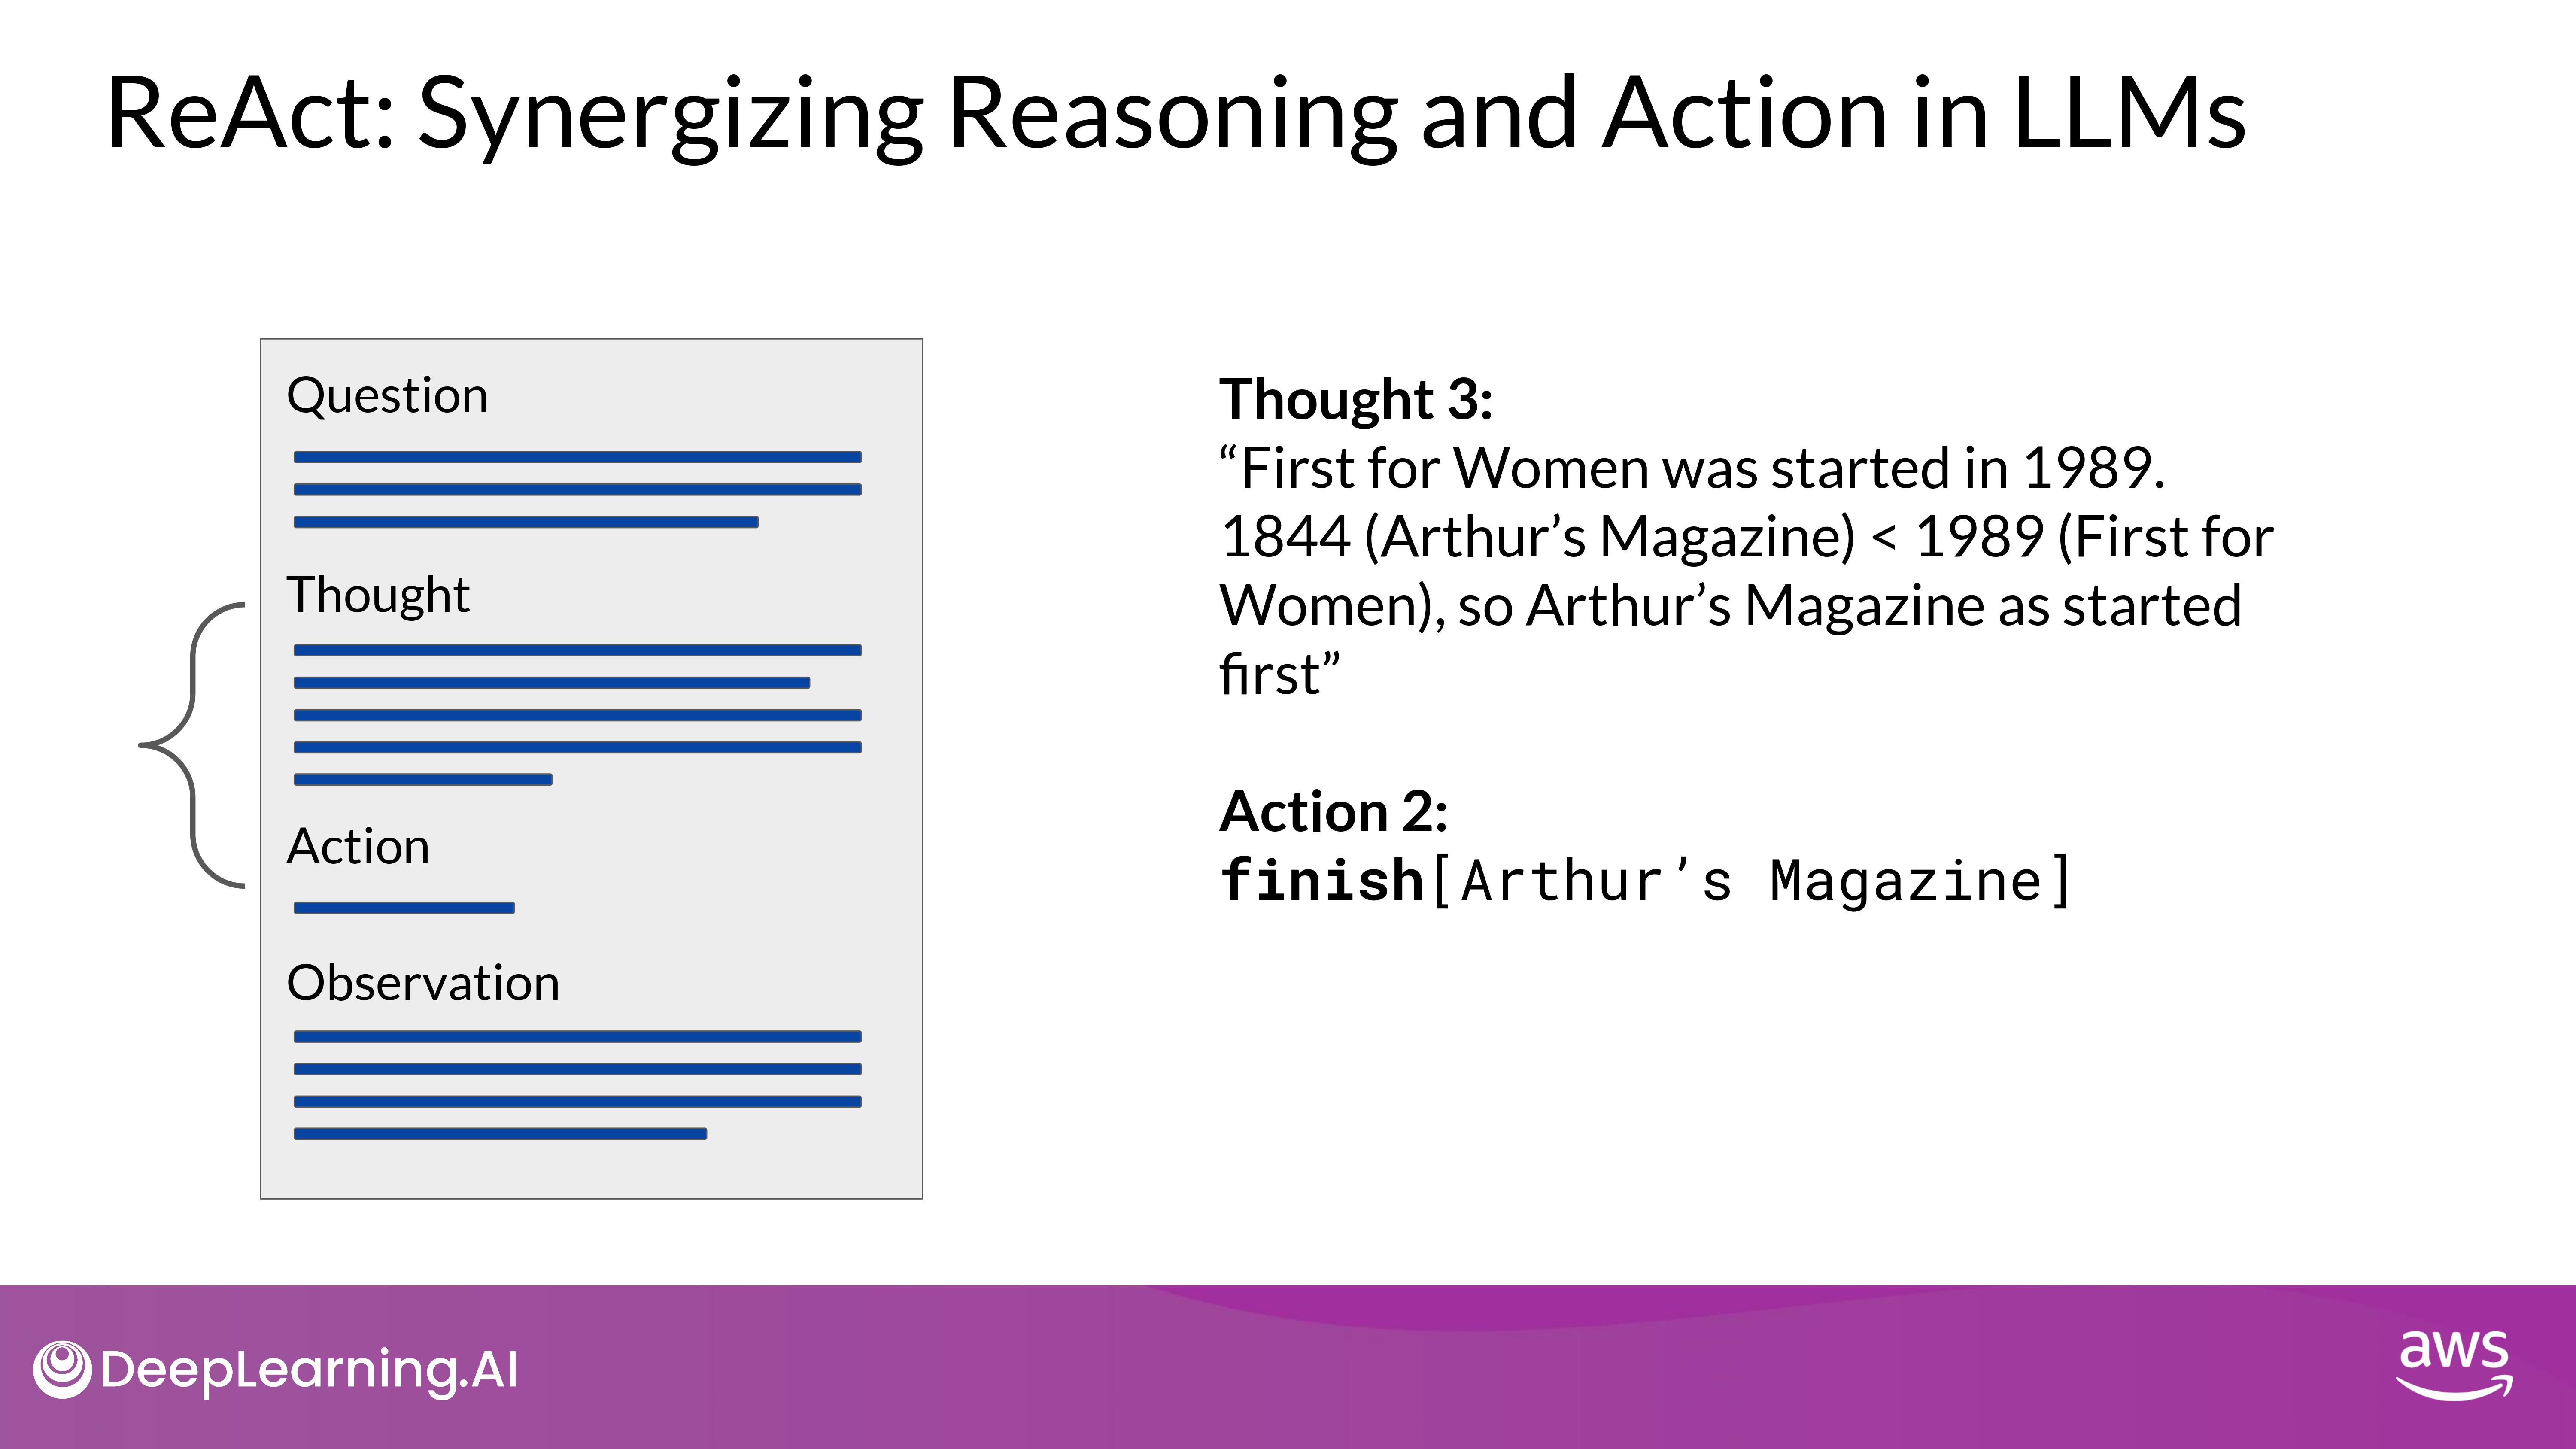 ReAct: Synergizing Reasoning and Action in LLMs
Question
Thought
Action
Observation
Thought 3:
“First for Women was started in 1989.
1844 (Arthur’s Magazine) < 1989 (First for
Women), so Arthur’s Magazine as started
first”
Action 2:
finish[Arthur’s Magazine]
DeepLearning.AI
aws